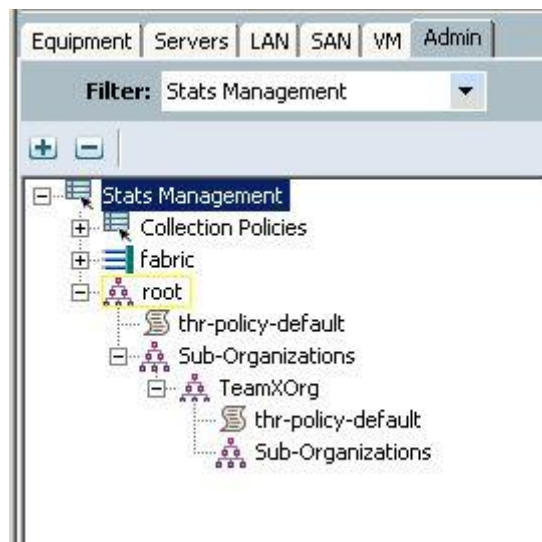 Equipment Servers LAN SAN VM Admin
Filter: Stats Management
Stats Management
Collection Policies
fabric
root
thr-policy-default
Sub-Organizations
TeamXOrg
thr-policy-default
Sub-Organizations